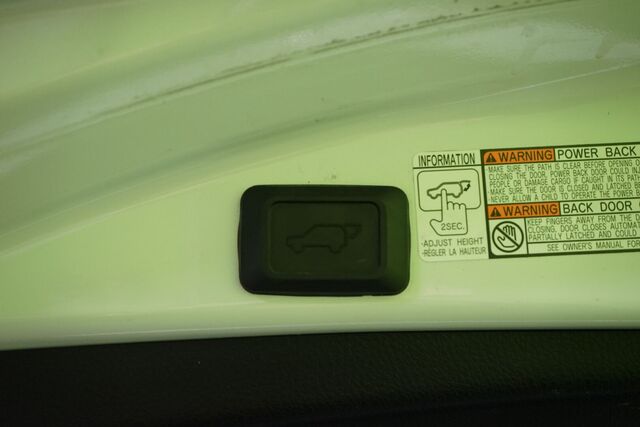 INFORMATION
2SEC.
-ADJUST HEIGHT
-RÉGLER LA HAUTEUR
WARNING POWER BACK
-MAKE SURE THE PATH IS CLEAR BEFORE OPENING
CLOSING THE DOOR. POWER BACK DOOR COULD
PEOPLE OR DAMAGE CARGO IF CAUGHT IN ITS PATH
-MAKE SURE THE DOOR IS CLOSED AND LATCHED
-NEVER ALLOW A CHILD TO OPERATE THE POWER
WARNING BACK DOOR
KEEP FINGERS AWAY FROM THE
CLOSING, DOOR CLOSES
PARTIALLY LATCHED AND COULD
SEE OWNER'S MANUAL FOR